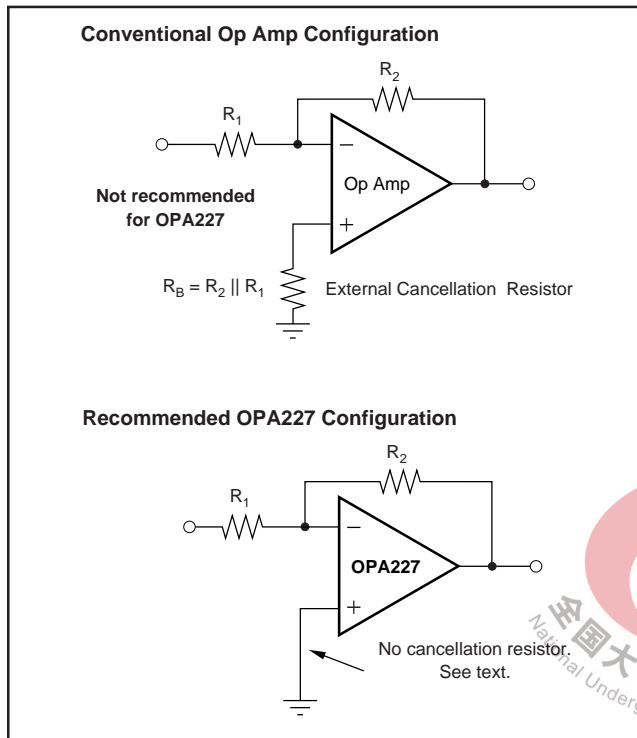 Conventional Op Amp Configuration
R2
R1
−
Op Amp
Not recommended
for OPA227
+
RB = R2 || R1
External Cancellation Resistor
Recommended OPA227 Configuration
R2
R1
−
OPA227
+
No cancellation resistor.
See text.
全国大
National Underg